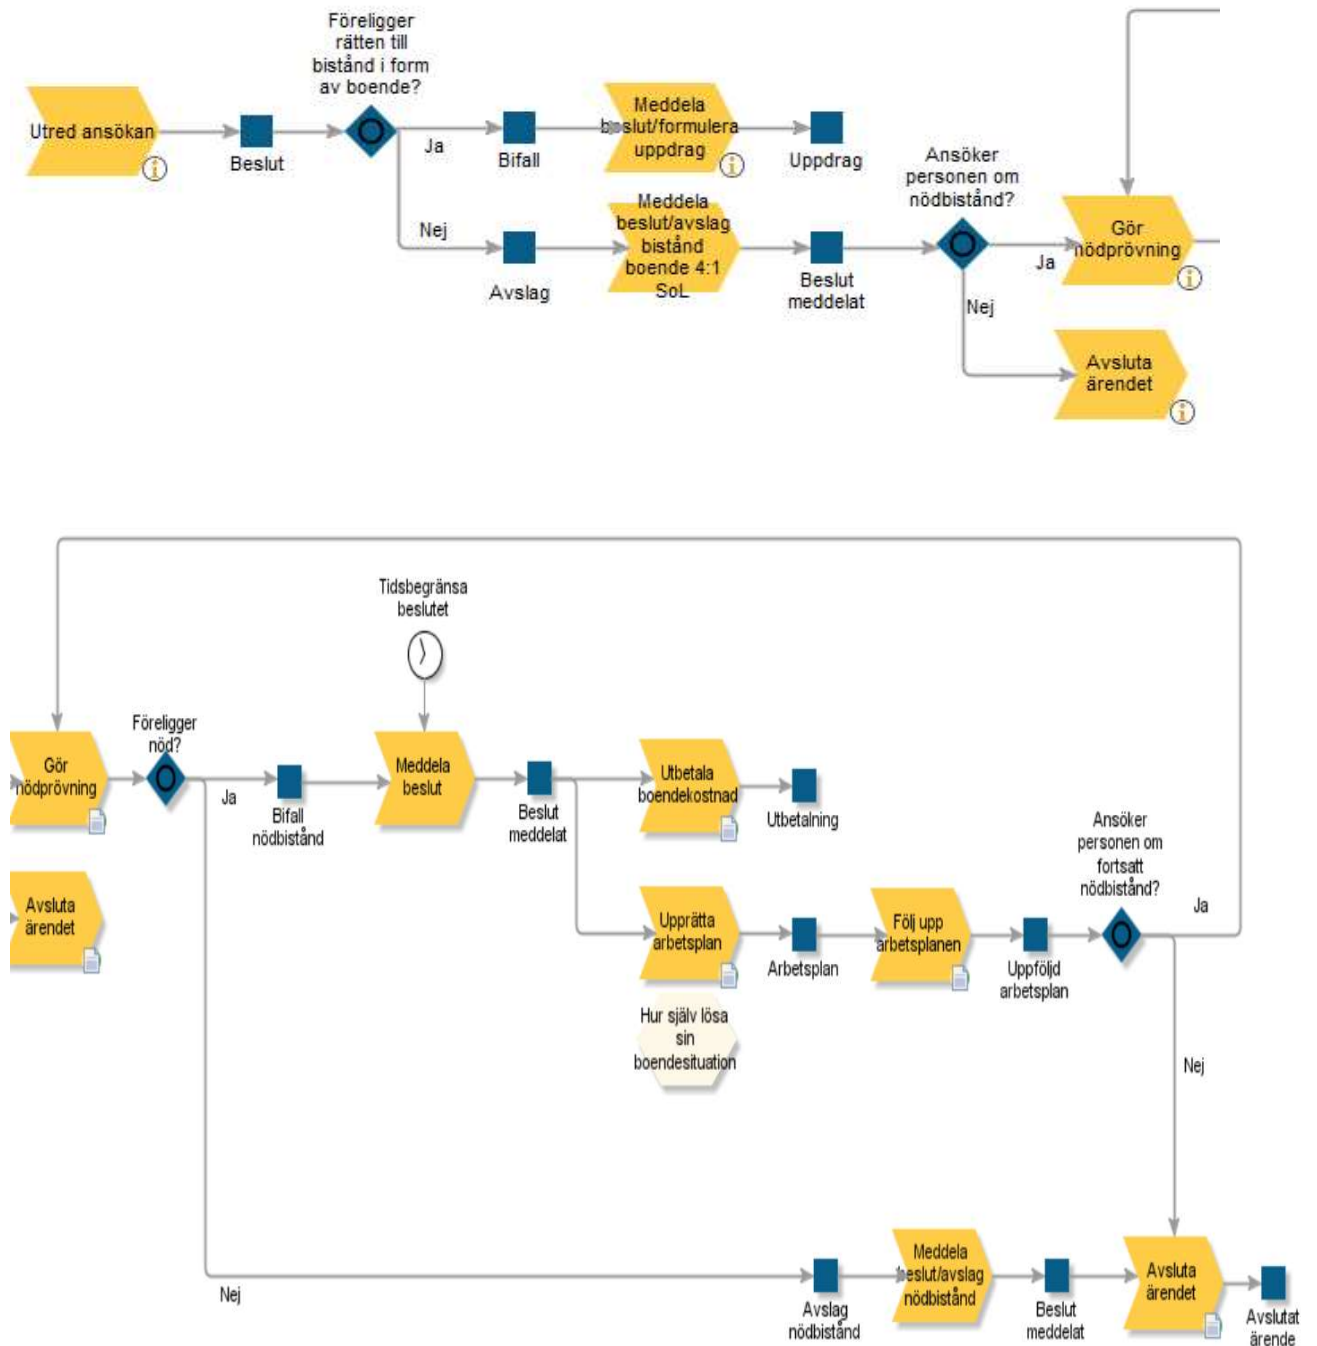 Föreligger
rätten till
bistånd i form
av boende?
Utred ansökan
Beslut
Ja
Bifall
Meddela
beslut/formulera
uppdrag
Uppdrag
Nej
Avslag
Meddela
beslut/avslag
bistånd
boende 4:1
SoL
Beslut
meddelat
Ansöker
personen om
nödbistånd?
Ja
Gör
nödprövning
Nej
Avsluta
ärendet
Tidsbegränsa
beslutet
Gör
nödprövning
Föreligger
nöd?
Ja
Bifall
nödbistånd
Meddela
beslut
Beslut
meddelat
Utbetala
boendekostnad
Utbetalning
Avsluta
ärendet
Upprätta
arbetsplan
Arbetsplan
Följ upp
arbetsplanen
Uppföljd
arbetsplan
Ansöker
personen om
fortsatt
nödbistånd?
Ja
Hur själv lösa
sin
boendesituation
Nej
Nej
Avslag
nödbistånd
Meddela
beslut/avslag
nödbistånd
Beslut
meddelat
Avsluta
ärendet
Avslutat
ärende